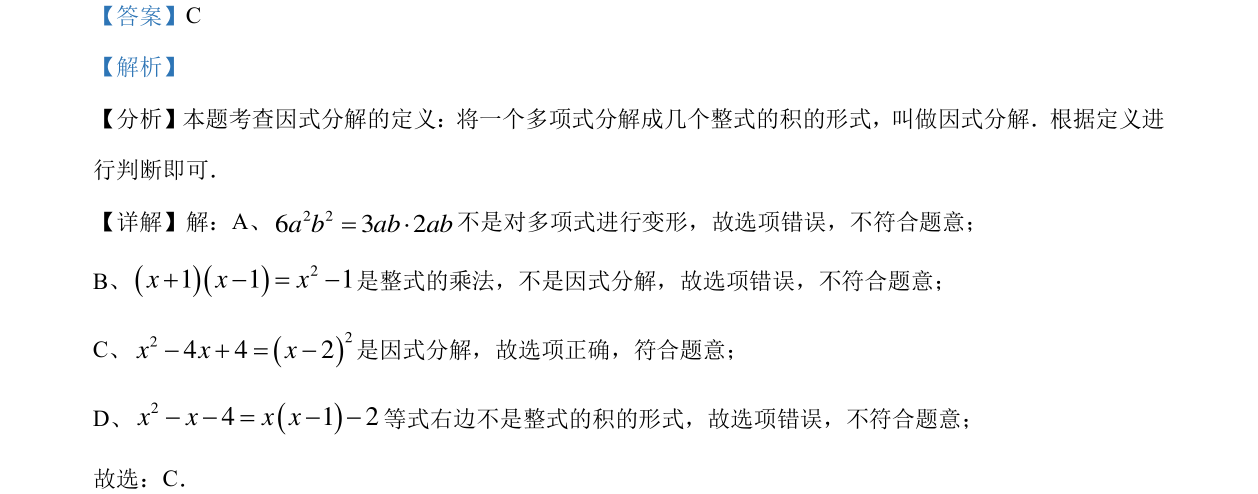 【答案】C
【解析】
【分析】本题考查因式分解的定义：将一个多项式分解成几个整式的积的形式，叫做因式分解．根据定义进
行判断即可．
【详解】解：A、6a²b² = 3ab·2ab不是对多项式进行变形，故选项错误，不符合题意；
B、(x+1)(x−1) = x² −1是整式的乘法，不是因式分解，故选项错误，不符合题意；
C、x² − 4x + 4 = (x − 2)²是因式分解，故选项正确，符合题意；
D、x² − x − 4 = x(x−1) − 2等式右边不是整式的积的形式，故选项错误，不符合题意；
故选：C．